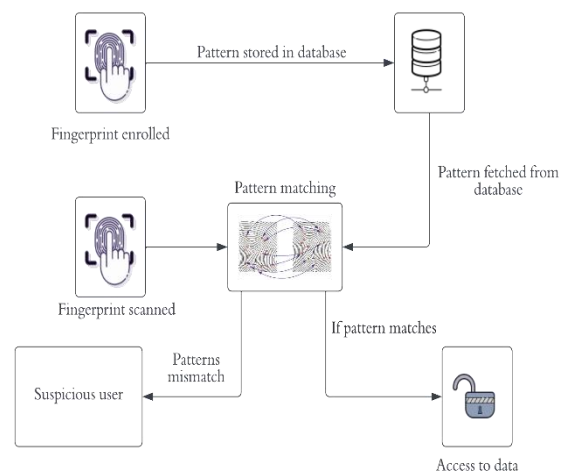 Pattern stored in database
Fingerprint enrolled
Pattern fetched from
database
Pattern matching
Fingerprint scanned
If pattern matches
Patterns
mismatch
Suspicious user
Access to data